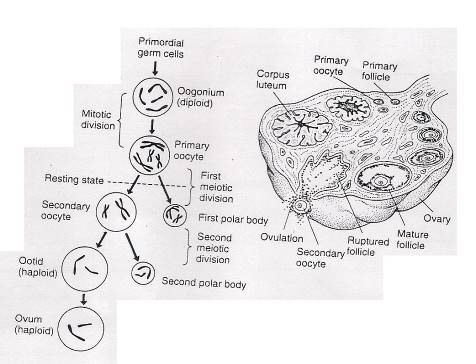 Primordial
germ cells
Oogonium
(diploid)
Mitotic
division
Primary
oocyte
Resting state
First
meiotic
division
Secondary
oocyte
First polar body
Second
meiotic
division
Ootid
(haploid)
Second polar body
Ovum
(haploid)
Corpus
luteum
Primary
oocyte
Primary
follicle
Ovary
Mature
follicle
Ruptured
follicle
Secondary
oocyte
Ovulation